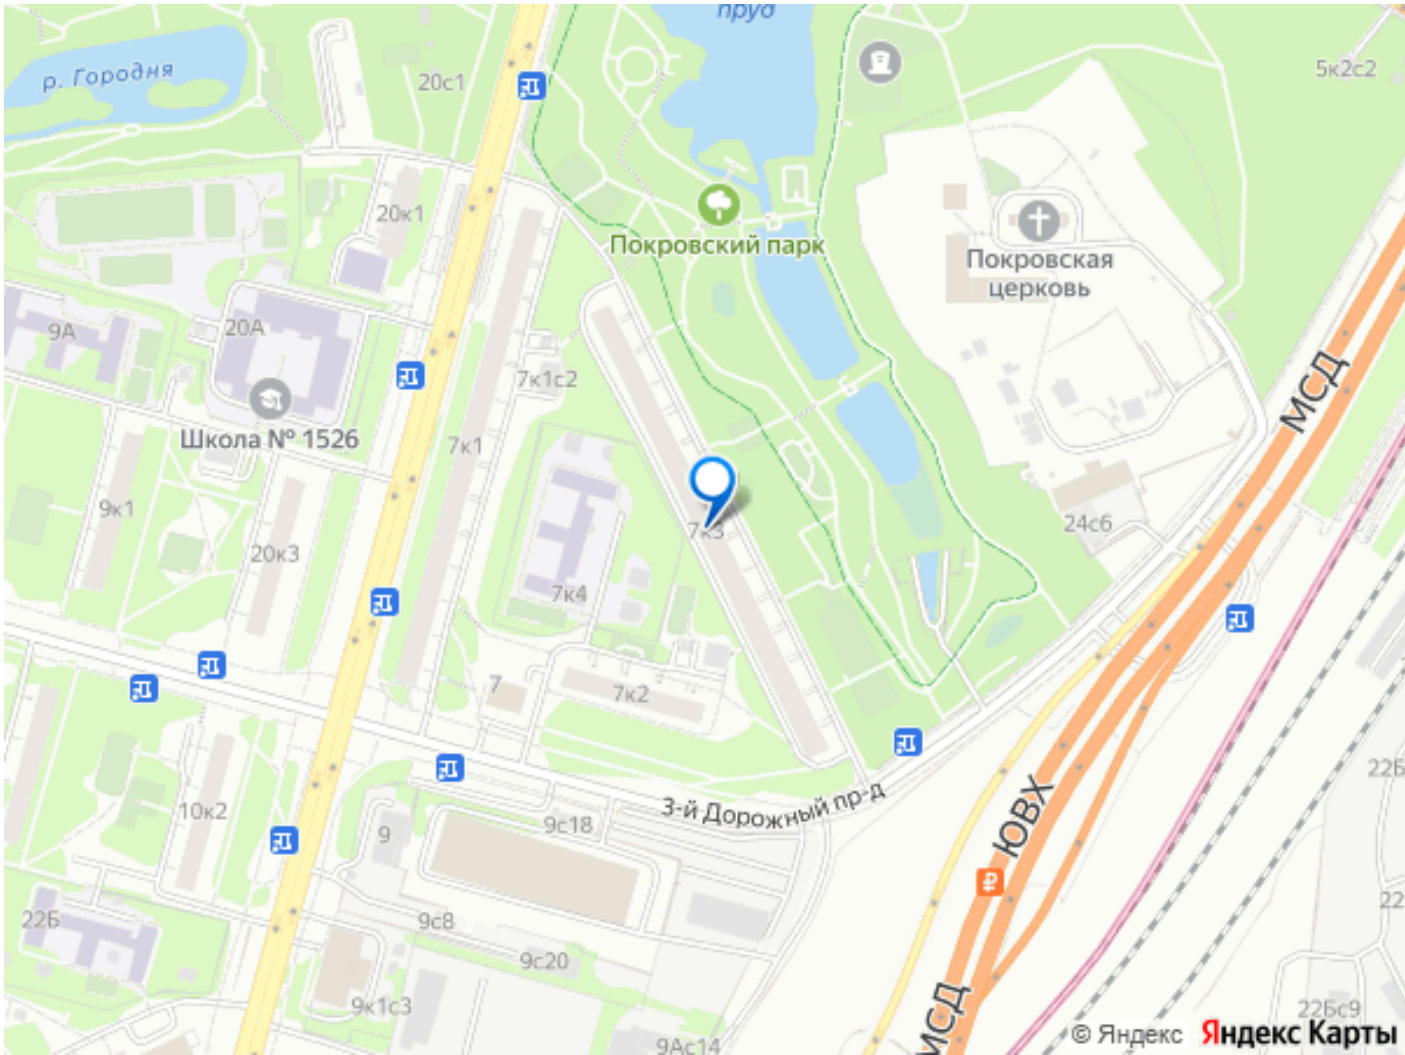 пруд
р. Городня
20с1
5к2с2
20к1
Покровский парк
Покровская
церковь
9А
20А
7к1с2
МСД
Школа № 1526
7к1
9к1
20к3
7к3
24с6
7к4
7
7к2
3-й Дорожный пр-д
ЮВХ
22Б
10к2
9
9с18
22Б
9с8
22
9с20
9к1с3
МСД
22Бс9
9Ас14
© Яндекс Яндекс Карты